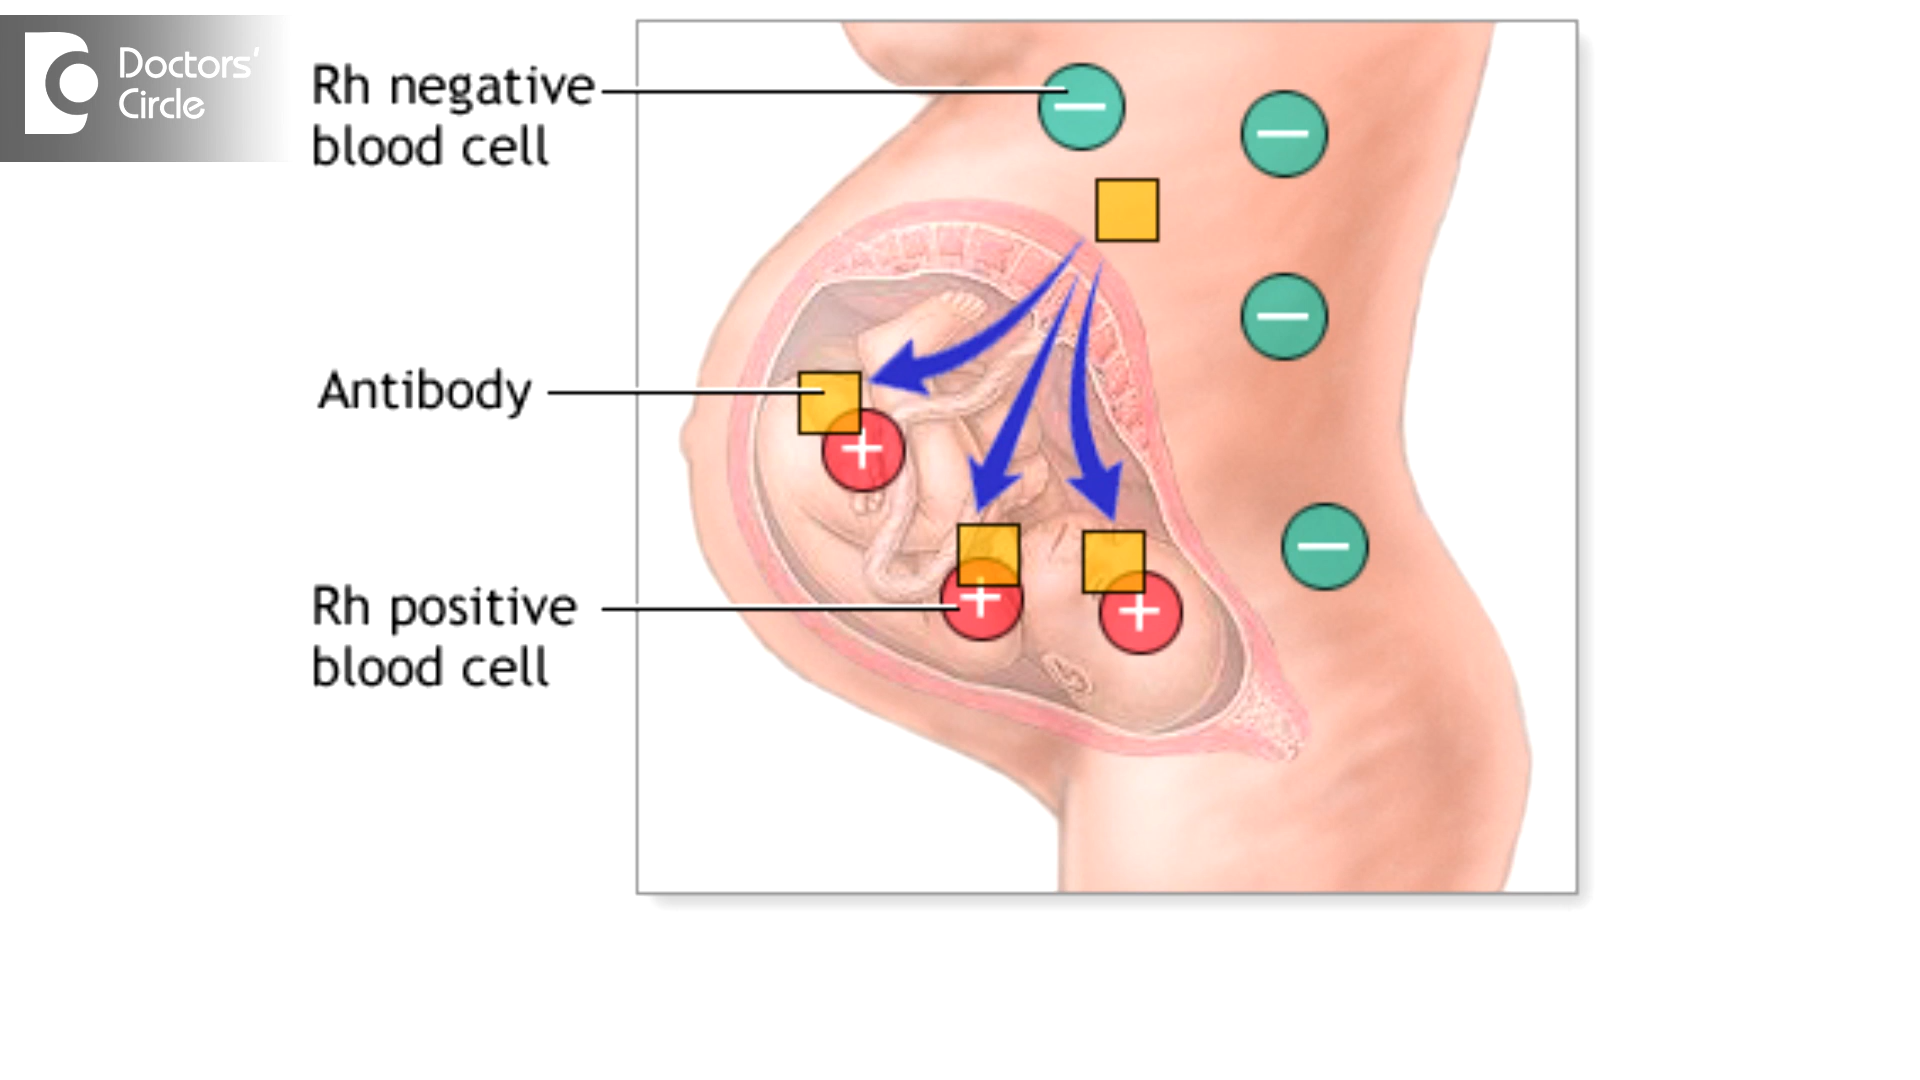 Doctors'
Circle
Rh negative
blood cell
Antibody
Rh positive
blood cell